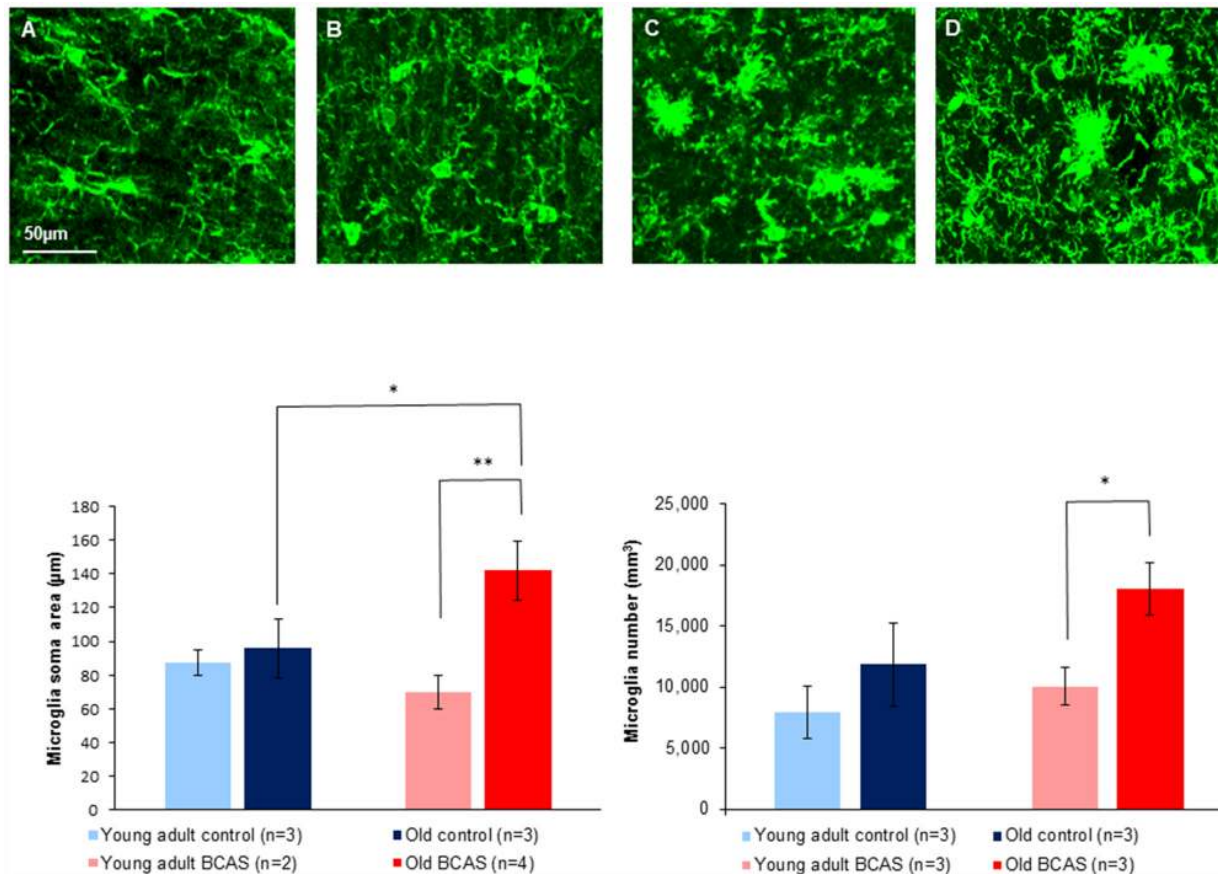 A
B
C
D
50µm
*
**
180
160
140
120
100
80
60
40
20
0
Microglia soma area (µm)
Young adult control (n=3)
Old control (n=3)
Young adult BCAS (n=2)
Old BCAS (n=4)
*
25,000
20,000
15,000
10,000
5,000
0
Microglia number (mm³)
Young adult control (n=3)
Old control (n=3)
Young adult BCAS (n=3)
Old BCAS (n=3)